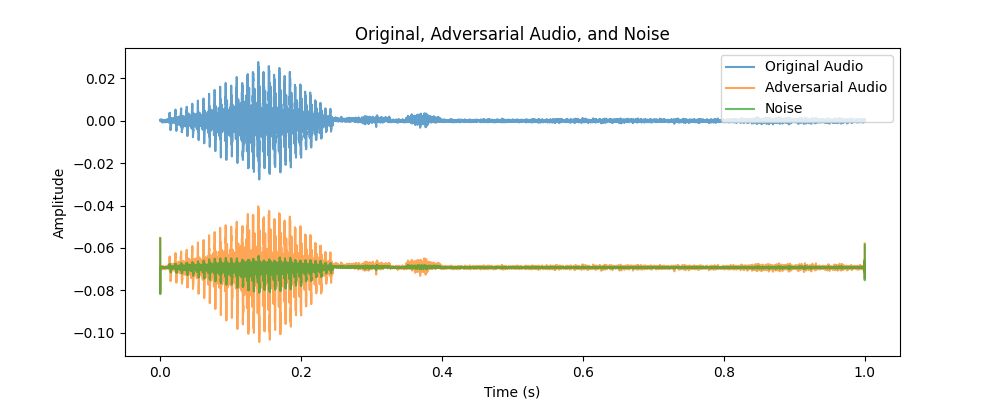 Original, Adversarial Audio, and Noise
Original Audio
Adversarial Audio
Noise
0.02
0.00
−0.02
−0.04
−0.06
−0.08
−0.10
Amplitude
0.0 0.2 0.4 0.6 0.8 1.0
Time (s)